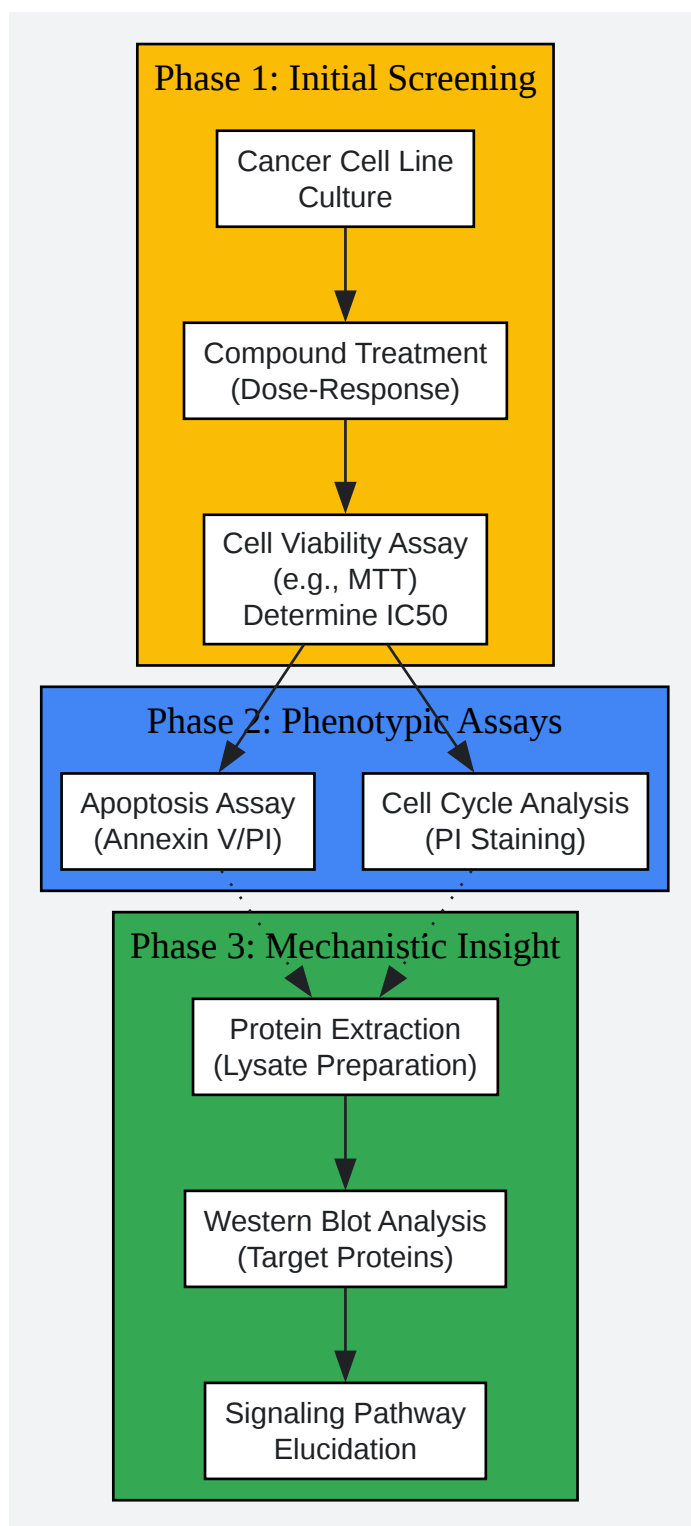 Phase 1: Initial Screening
Cancer Cell Line
Culture
Compound Treatment
(Dose-Response)
Cell Viability Assay
(e.g., MTT)
Determine IC50
Phase 2: Phenotypic Assays
Apoptosis Assay
(Annexin V/PI)
Cell Cycle Analysis
(PI Staining)
Phase 3: Mechanistic Insight
Protein Extraction
(Lysate Preparation)
Western Blot Analysis
(Target Proteins)
Signaling Pathway
Elucidation